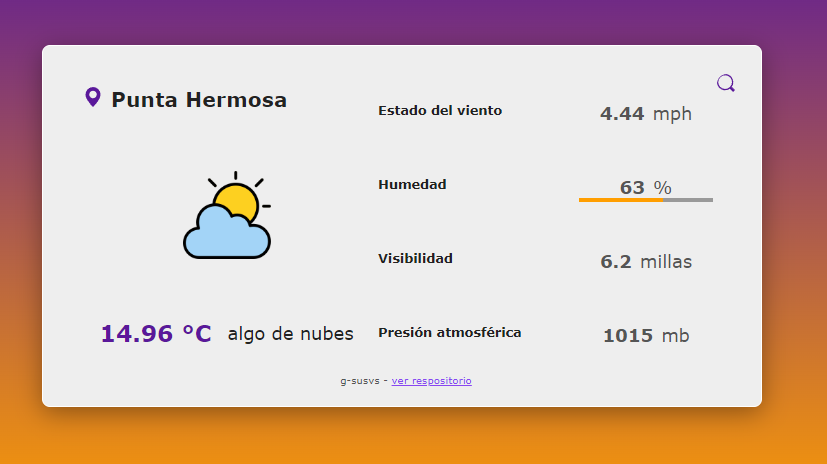 Punta Hermosa
14.96 °C algo de nubes
Estado del viento 4.44 mph
Humedad 63 %
Visibilidad 6.2 millas
Presión atmosférica 1015 mb
g-susvs - ver respositorio